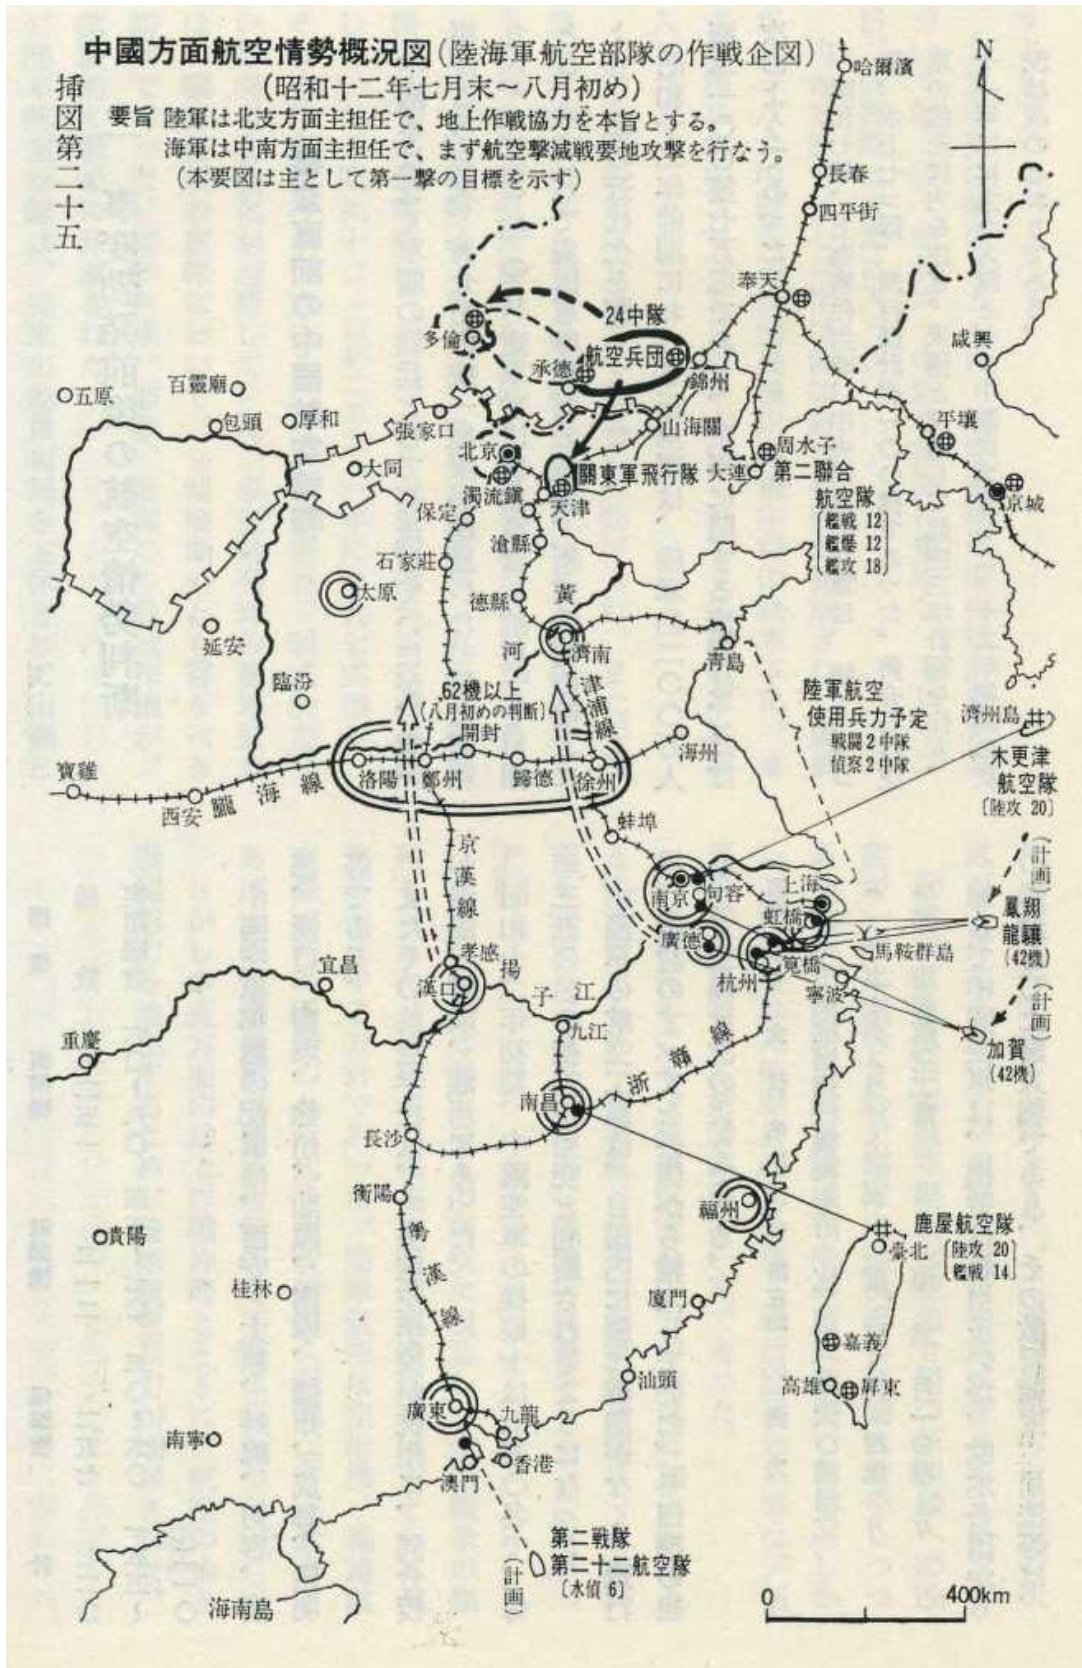 中國方面航空情勢概況図(陸海軍航空部隊の作戦企図)
(昭和十二年七月末～八月初め)
挿図第二十五
要旨 陸軍は北支方面主担任で、地上作戦協力を本旨とする。
海軍は中南方面主担任で、まず航空撃滅戦要地攻撃を行なう。
(本要図は主として第一撃の目標を示す)
N
哈爾濱
長春
四平街
奉天
24中隊
多倫
航空兵団
承德
錦州
咸興
五原
百靈廟
包頭
厚和
張家口
山海關
平壤
北京
大同
周水子
關東軍飛行隊
大連
第二聯合
航空隊
艦戦 12
艦爆 12
艦攻 18
京城
濁流鎭
天津
保定
滄縣
石家莊
太原
德縣
黃
河
濟南
延安
靑島
臨汾
津浦線
62機以上
(八月初めの判断)
陸軍航空
使用兵力予定
戦闘2中隊
偵察2中隊
濟州島
開封
海州
木更津
航空隊
〔陸攻 20〕
寶雞
洛陽
鄭州
歸德
徐州
隴海線
西安
蚌埠
京漢線
(計画)
南京
句容
上海
虹橋
鳳翔
龍驤
(42機)
廣德
馬鞍群島
筧橋
杭州
寧波
孝感
宜昌
漢口
揚
子
江
(計画)
重慶
九江
加賀
(42機)
浙贛線
南昌
長沙
衡陽
福州
貴陽
鹿屋航空隊
陸攻 20
艦戦 14
臺北
粤漢線
桂林
廈門
嘉義
汕頭
高雄
屏東
廣東
九龍
南寧
香港
澳門
第二戦隊
第二十二航空隊
〔水偵 6〕
(計画)
海南島
0
400km